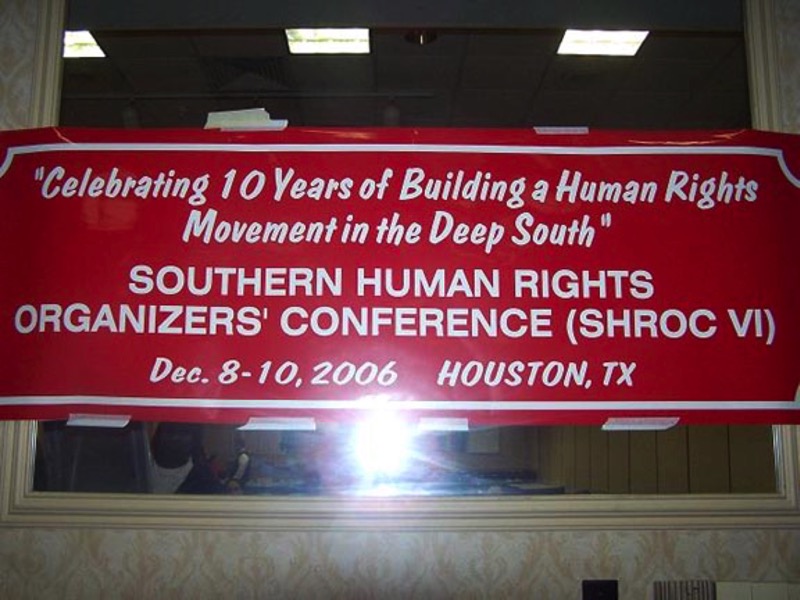 "Celebrating 10 Years of Building a Human Rights
Movement in the Deep South"
SOUTHERN HUMAN RIGHTS
ORGANIZERS' CONFERENCE (SHROC VI)
Dec. 8-10, 2006 HOUSTON, TX